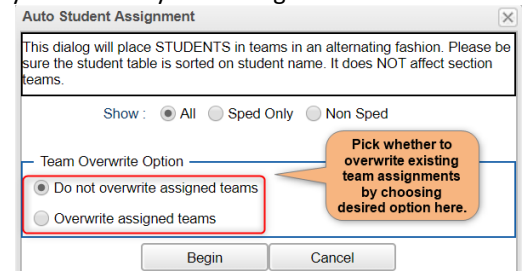 Auto Student Assignment
This dialog will place STUDENTS in teams in an alternating fashion. Please be
sure the student table is sorted on student name. It does NOT affect section
teams.
Show : All Sped Only Non Sped
Team Overwrite Option
Do not overwrite assigned teams
Overwrite assigned teams
Pick whether to
overwrite existing
team assignments
by choosing
desired option here.
Begin Cancel